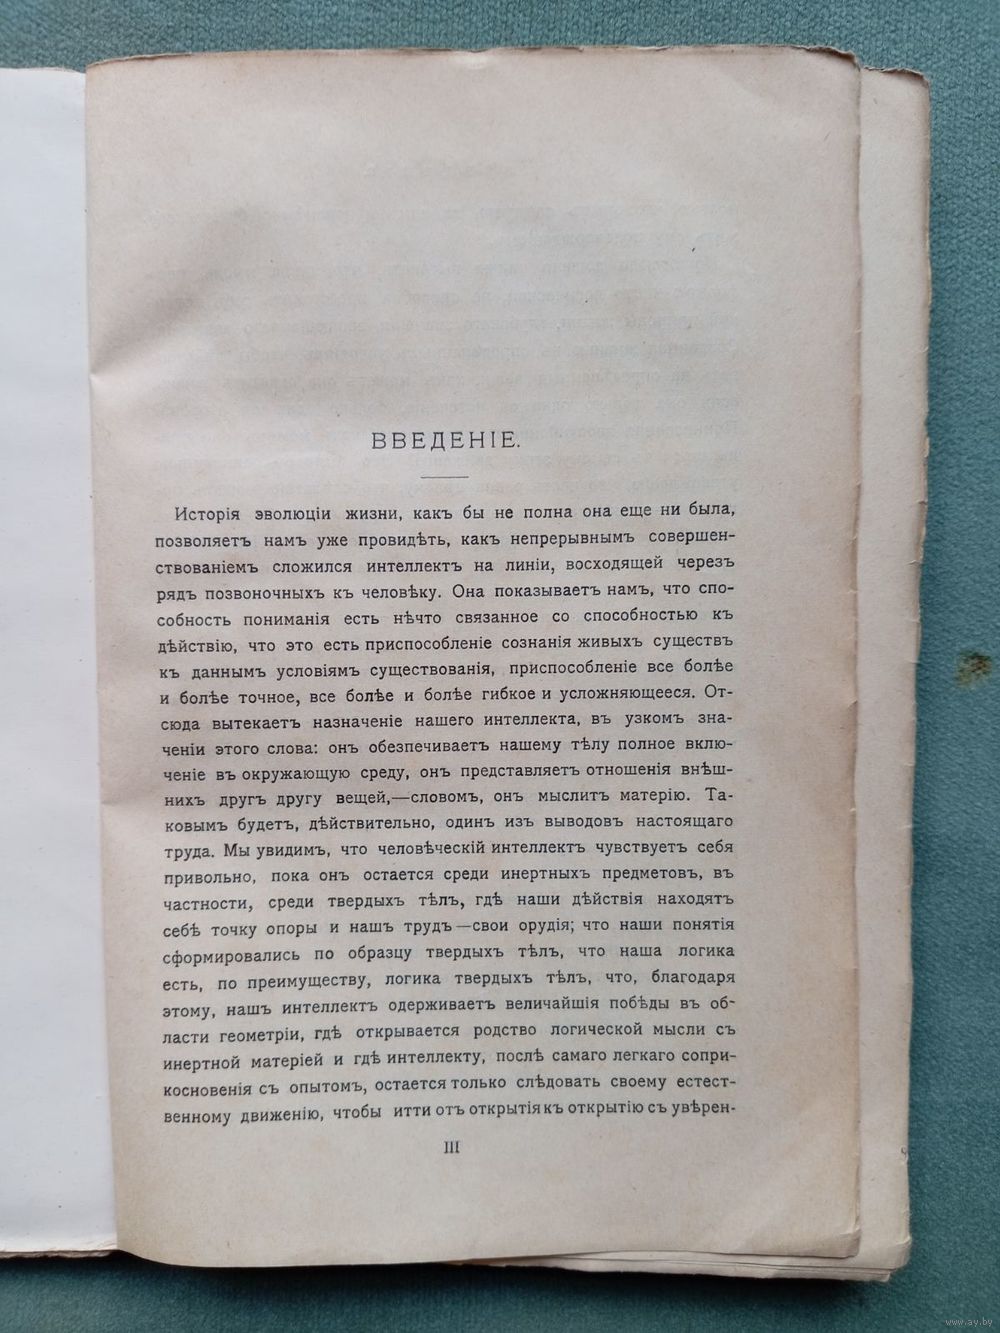 ВВЕДЕНІЕ.
Исторія эволюціи жизни, какъ бы не полна она еще ни была,
позволяетъ намъ уже провидѣть, какъ непрерывнымъ совершен-
ствованіемъ сложился интеллектъ на линіи, восходящей черезъ
рядъ позвоночныхъ къ человѣку. Она показываетъ намъ, что спо-
собность пониманія есть нѣчто связанное со способностью къ
дѣйствію, что это есть приспособленіе сознанія живыхъ существъ
къ даннымъ условіямъ существованія, приспособленіе все болѣе
и болѣе точное, все болѣе и болѣе гибкое и усложняющееся. От-
сюда вытекаетъ назначеніе нашего интеллекта, въ узкомъ зна-
ченіи этого слова: онъ обезпечиваетъ нашему тѣлу полное вклю-
ченіе въ окружающую среду, онъ представляетъ отношенія внѣш-
нихъ другъ другу вещей,—словомъ, онъ мыслитъ матерію. Та-
ковымъ будетъ, дѣйствительно, одинъ изъ выводовъ настоящаго
труда. Мы увидимъ, что человѣческій интеллектъ чувствуетъ себя
привольно, пока онъ остается среди инертныхъ предметовъ, въ
частности, среди твердыхъ тѣлъ, гдѣ наши дѣйствія находятъ
себѣ точку опоры и нашъ трудъ—свои орудія; что наши понятія
сформировались по образцу твердыхъ тѣлъ, что наша логика
есть, по преимуществу, логика твердыхъ тѣлъ, что, благодаря
этому, нашъ интеллектъ одерживаетъ величайшія побѣды въ об-
ласти геометріи, гдѣ открывается родство логической мысли съ
инертной матеріей и гдѣ интеллекту, послѣ самаго легкаго сопри-
косновенія съ опытомъ, остается только слѣдовать своему естест-
венному движенію, чтобы итти отъ открытія къ открытію съ увѣрен-
III
www.ay.by